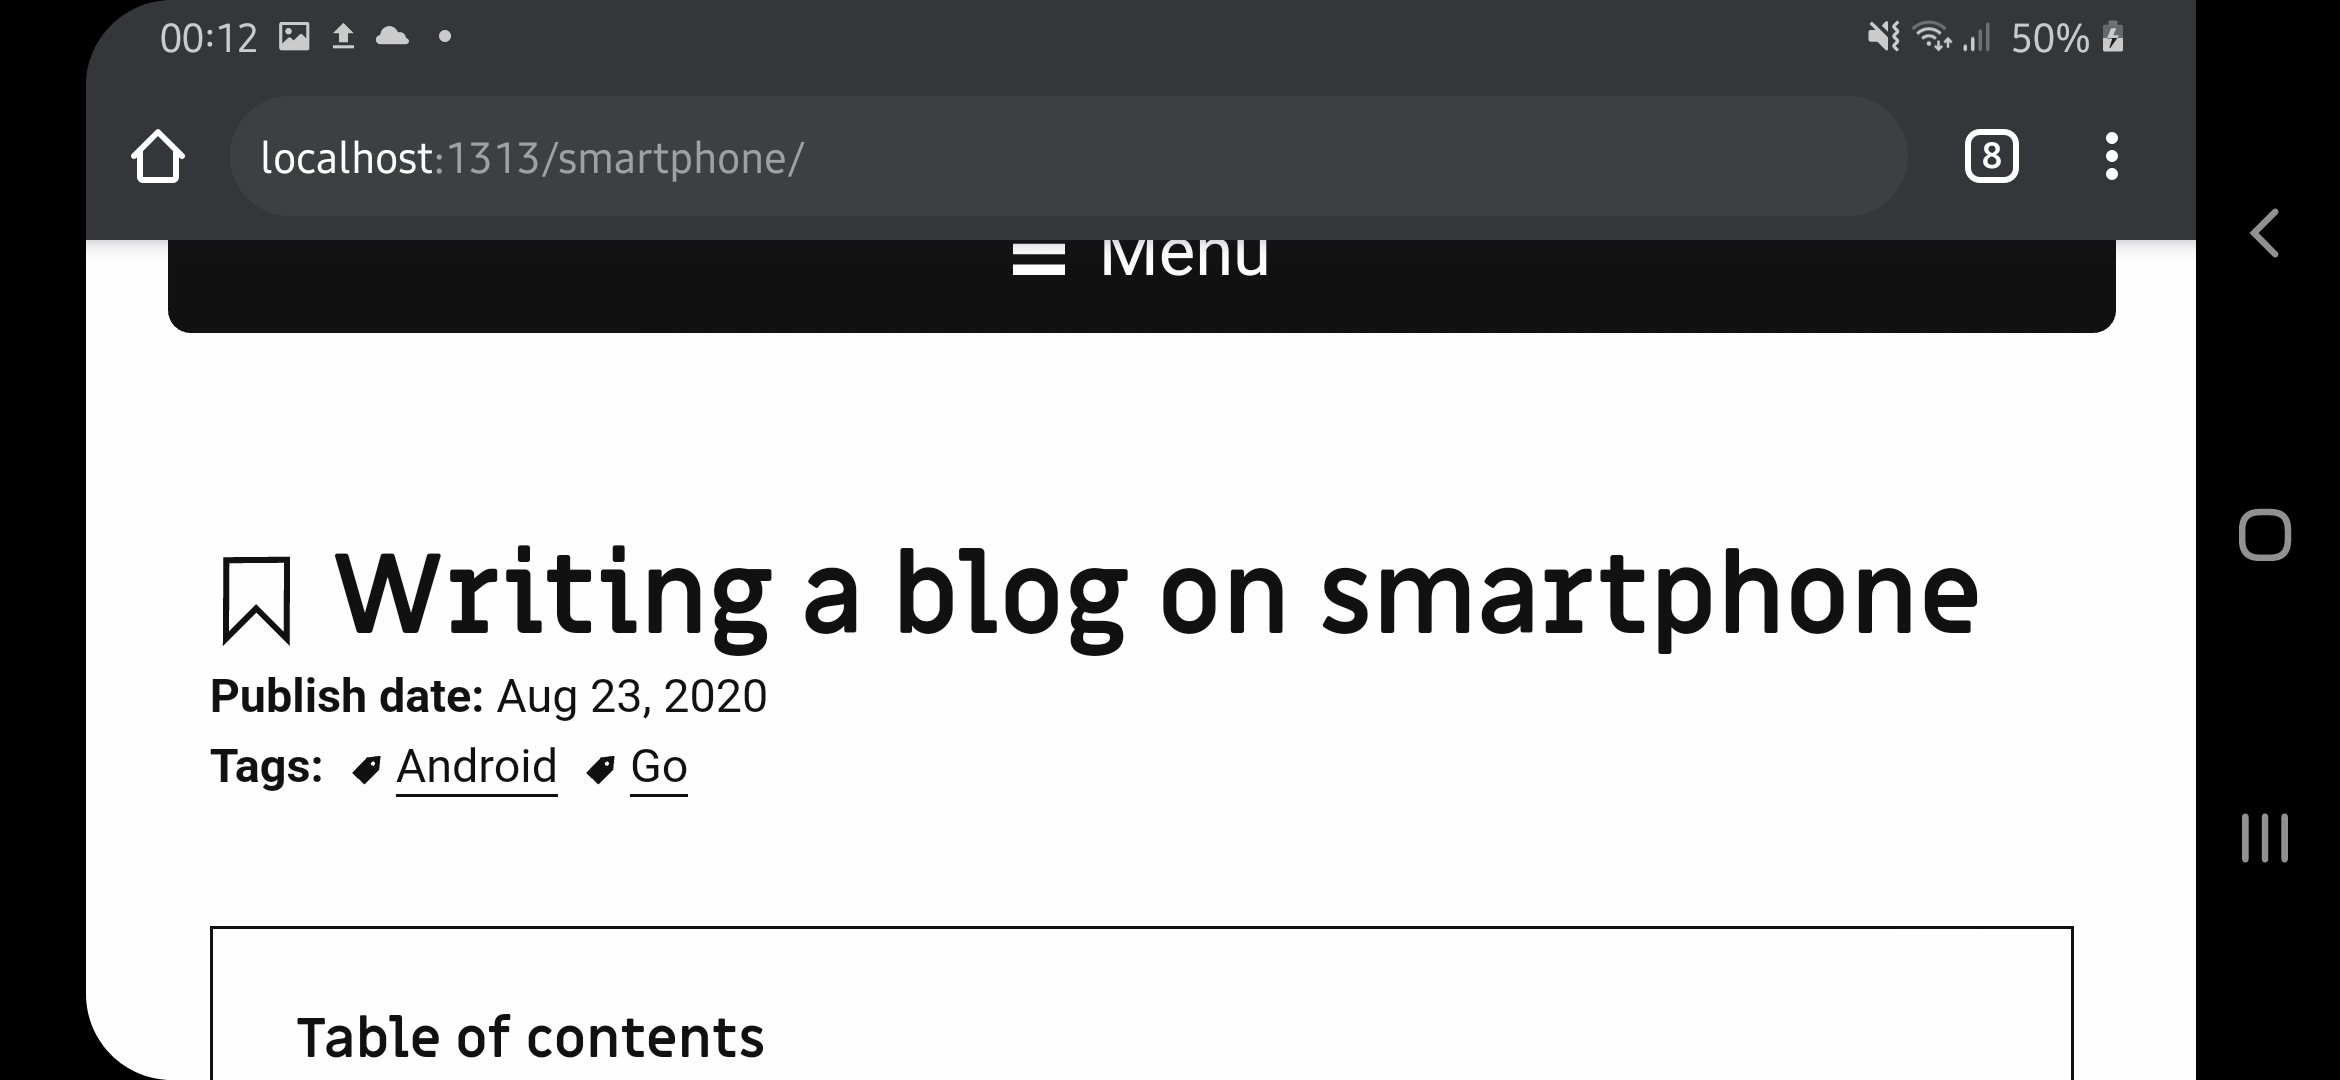 00:12 50%
localhost:1313/smartphone/ 8
Menu
Writing a blog on smartphone
Publish date: Aug 23, 2020
Tags: Android Go
Table of contents